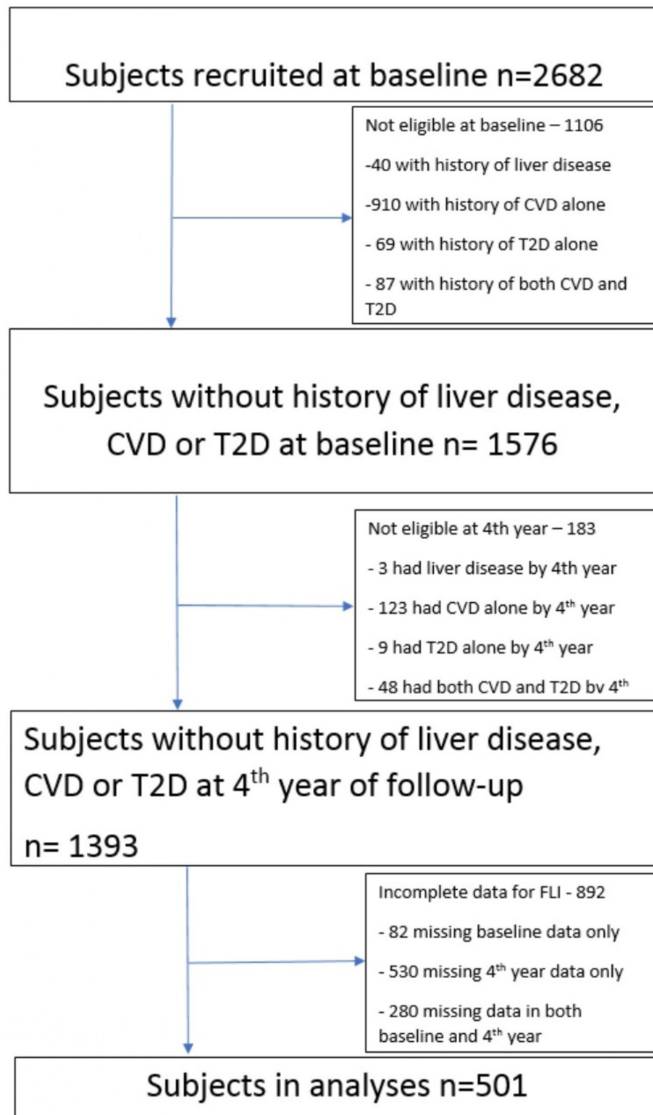 Subjects recruited at baseline n=2682
Not eligible at baseline – 1106
-40 with history of liver disease
-910 with history of CVD alone
- 69 with history of T2D alone
- 87 with history of both CVD and
T2D
Subjects without history of liver disease,
CVD or T2D at baseline n= 1576
Not eligible at 4th year – 183
- 3 had liver disease by 4th year
- 123 had CVD alone by 4th year
- 9 had T2D alone by 4th year
- 48 had both CVD and T2D by 4th
Subjects without history of liver disease,
CVD or T2D at 4th year of follow-up
n= 1393
Incomplete data for FLI - 892
- 82 missing baseline data only
- 530 missing 4th year data only
- 280 missing data in both
baseline and 4th year
Subjects in analyses n=501